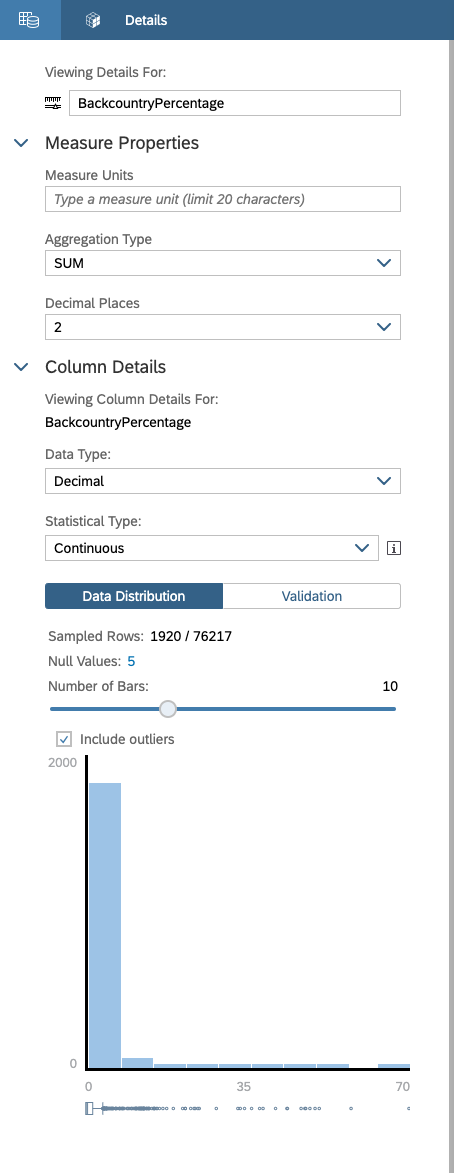 Details
Viewing Details For:
BackcountryPercentage
Measure Properties
Measure Units
Type a measure unit (limit 20 characters)
Aggregation Type
SUM
Decimal Places
2
Column Details
Viewing Column Details For:
BackcountryPercentage
Data Type:
Decimal
Statistical Type:
Continuous
Data Distribution Validation
Sampled Rows: 1920 / 76217
Null Values: 5
Number of Bars: 10
Include outliers
2000
0
0 35 70